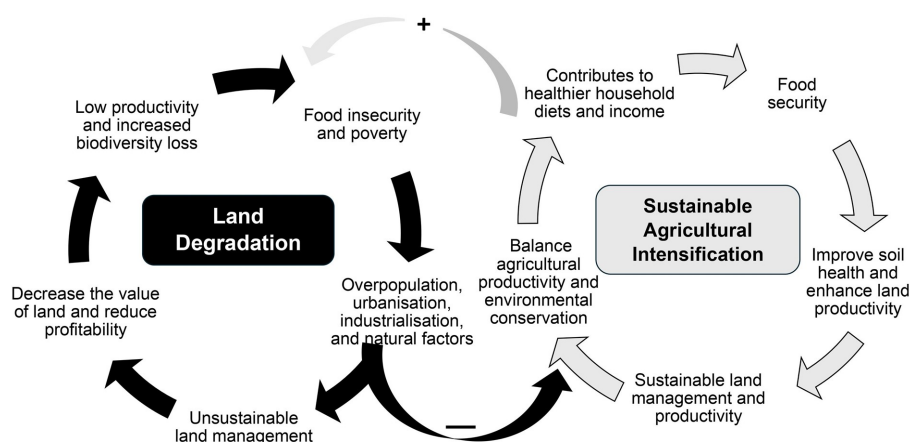 +
Contributes to
healthier household
diets and income
Food
security
Low productivity
and increased
biodiversity loss
Food insecurity
and poverty
Land
Degradation
Sustainable
Agricultural
Intensification
Balance
agricultural
productivity and
environmental
conservation
Improve soil
health and
enhance land
productivity
Decrease the value
of land and reduce
profitability
Overpopulation,
urbanisation,
industrialisation,
and natural factors
Sustainable land
management and
productivity
Unsustainable
land management
—